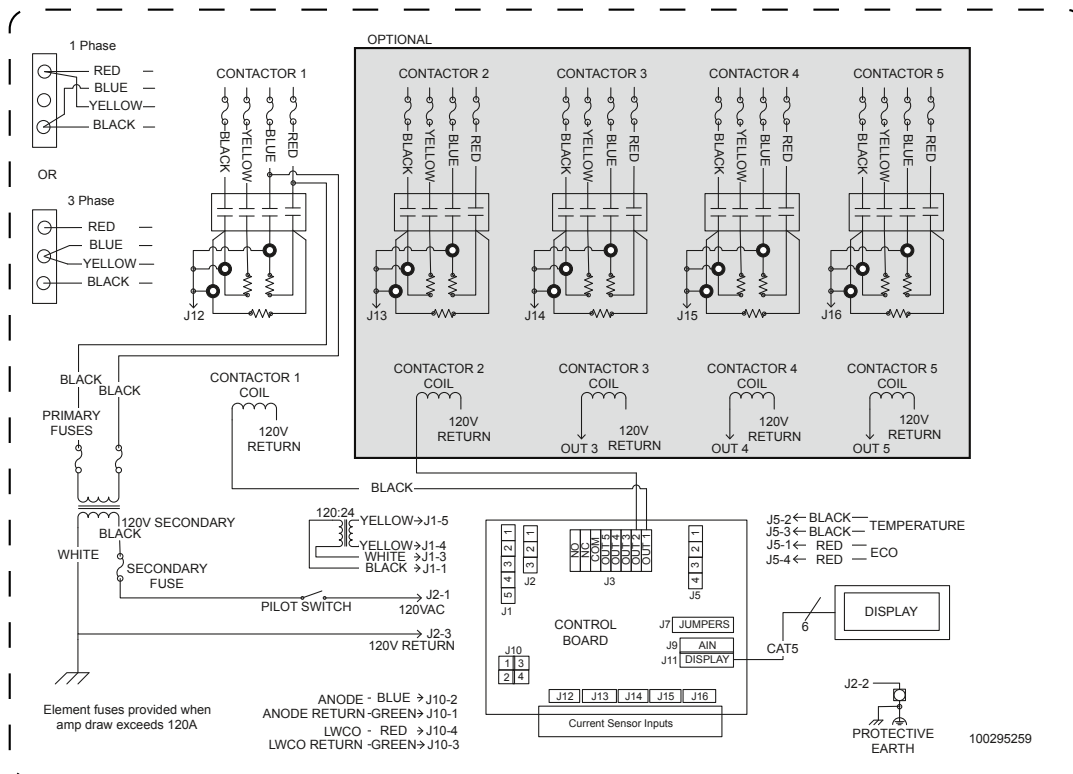 1 Phase
RED
BLUE
YELLOW
BLACK
OR
3 Phase
RED
BLUE
YELLOW
BLACK
CONTACTOR 1
BLACK
YELLOW
BLUE
RED
J12
OPTIONAL
CONTACTOR 2
BLACK
YELLOW
BLUE
RED
J13
CONTACTOR 3
BLACK
YELLOW
BLUE
RED
J14
CONTACTOR 4
BLACK
YELLOW
BLUE
RED
J15
CONTACTOR 5
BLACK
YELLOW
BLUE
RED
J16
CONTACTOR 1
COIL
120V
RETURN
CONTACTOR 2
COIL
120V
RETURN
CONTACTOR 3
COIL
OUT 3
120V
RETURN
CONTACTOR 4
COIL
OUT 4
120V
RETURN
CONTACTOR 5
COIL
OUT 5
120V
RETURN
BLACK
BLACK
PRIMARY
FUSES
120V SECONDARY
BLACK
WHITE
SECONDARY
FUSE
PILOT SWITCH
J2-1
120VAC
J2-3
120V RETURN
BLACK
120:24
YELLOW J1-5
YELLOW J1-4
WHITE J1-3
BLACK J1-1
Element fuses provided when
amp draw exceeds 120A
ANODE - BLUE J10-2
ANODE RETURN -GREEN J10-1
LWCO - RED J10-4
LWCO RETURN -GREEN J10-3
1
2
3
4
5
J1
1
2
3
J2
NO
NC
COM
OUT 5
OUT 4
OUT 3
OUT 2
OUT 1
J3
1
2
3
4
J5
CONTROL
BOARD
J7 JUMPERS
J9 AIN
J11 DISPLAY
J10
1 3
2 4
J12 J13 J14 J15 J16
Current Sensor Inputs
J5-2 BLACK
J5-3 BLACK
TEMPERATURE
J5-1 RED
J5-4 RED
ECO
6
CAT5
DISPLAY
J2-2
PROTECTIVE
EARTH
100295259